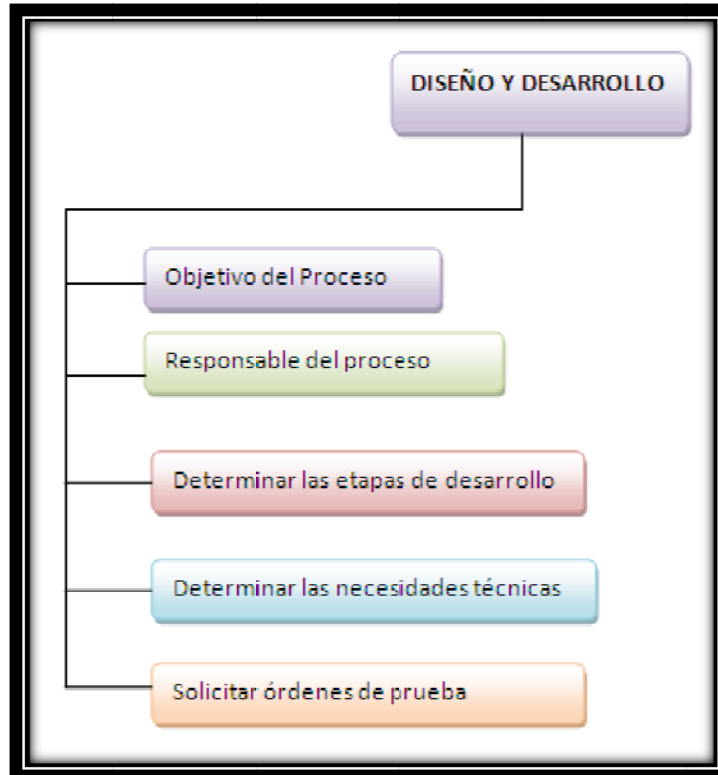 DISEÑO Y DESARROLLO
Objetivo del Proceso
Responsable del proceso
Determinar las etapas de desarrollo
Determinar las necesidades técnicas
Solicitar órdenes de prueba